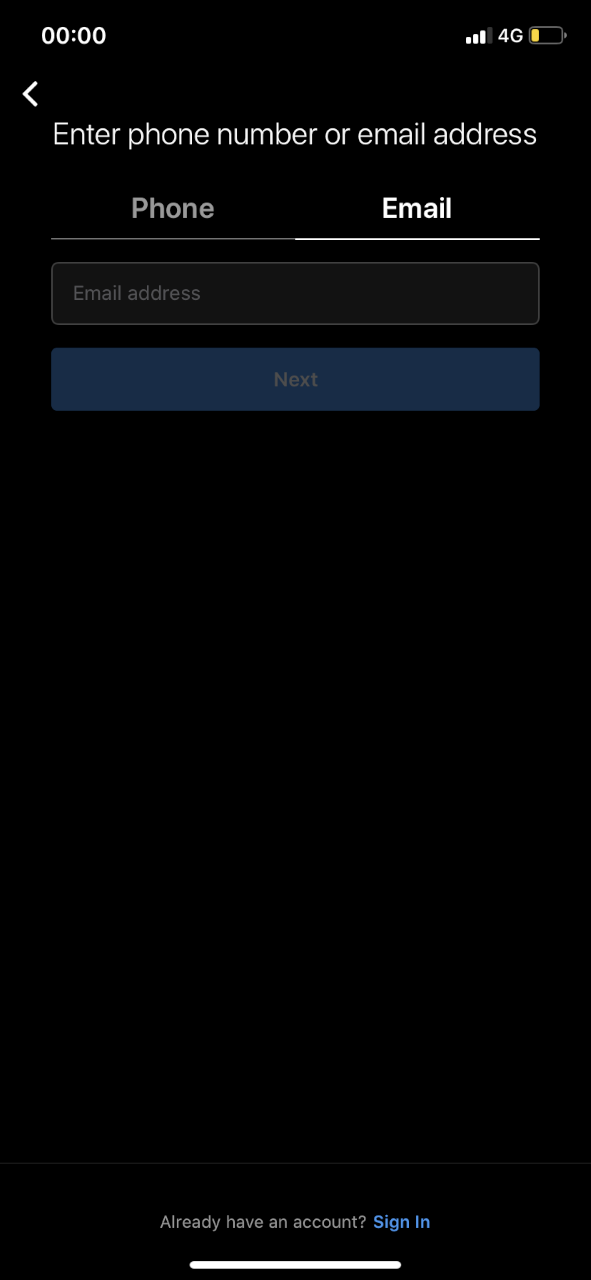 00:00
4G
Enter phone number or email address
Phone
Email
Email address
Next
Already have an account? Sign In